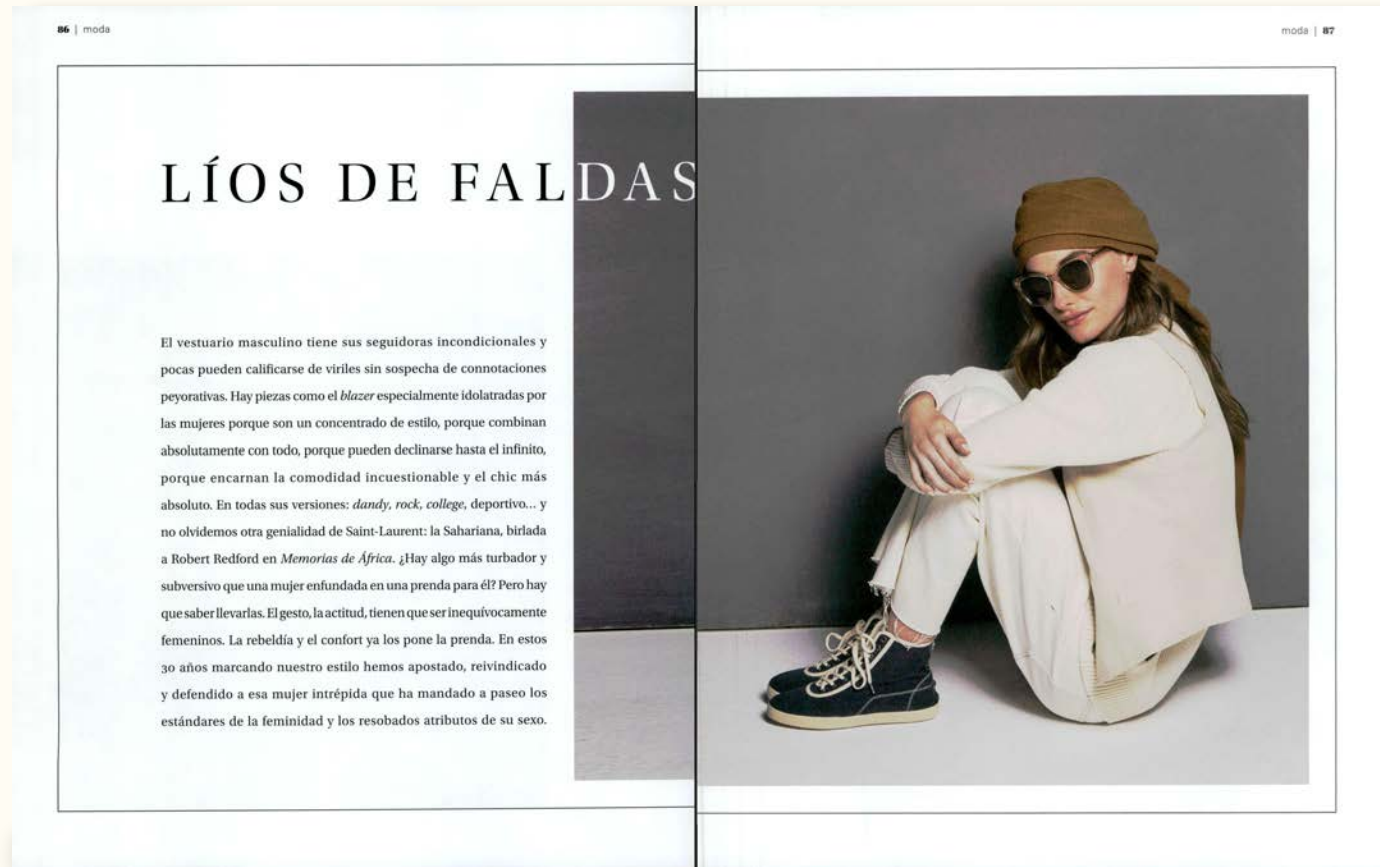 86 | moda
moda | 87
LÍOS DE FALDAS
El vestuario masculino tiene sus seguidoras incondicionales y
pocas pueden calificarse de viriles sin sospecha de connotaciones
peyorativas. Hay piezas como el blazer especialmente idolatradas por
las mujeres porque son un concentrado de estilo, porque combinan
absolutamente con todo, porque pueden declinarse hasta el infinito,
porque encarnan la comodidad incuestionable y el chic más
absoluto. En todas sus versiones: dandy, rock, college, deportivo... y
no olvidemos otra genialidad de Saint-Laurent: la Sahariana, birlada
a Robert Redford en Memorias de África. ¿Hay algo más turbador y
subversivo que una mujer enfundada en una prenda para él? Pero hay
que saber llevarlas. El gesto, la actitud, tienen que ser inequívocamente
femeninos. La rebeldía y el confort ya los pone la prenda. En estos
30 años marcando nuestro estilo hemos apostado, reivindicado
y defendido a esa mujer intrépida que ha mandado a paseo los
estándares de la feminidad y los resobados atributos de su sexo.